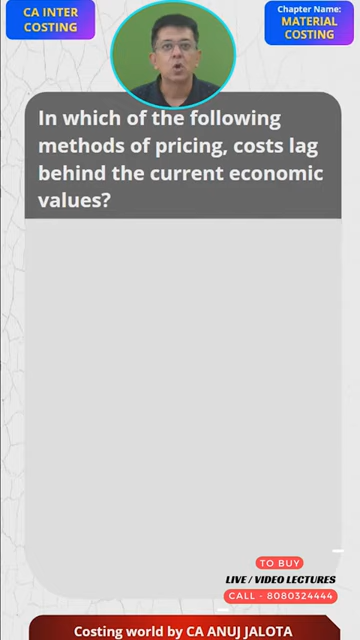 CA INTER
COSTING
Chapter Name:
MATERIAL
COSTING
In which of the following
methods of pricing, costs lag
behind the current economic
values?
TO BUY
LIVE / VIDEO LECTURES
CALL - 8080324444
Costing world by CA ANUJ JALOTA